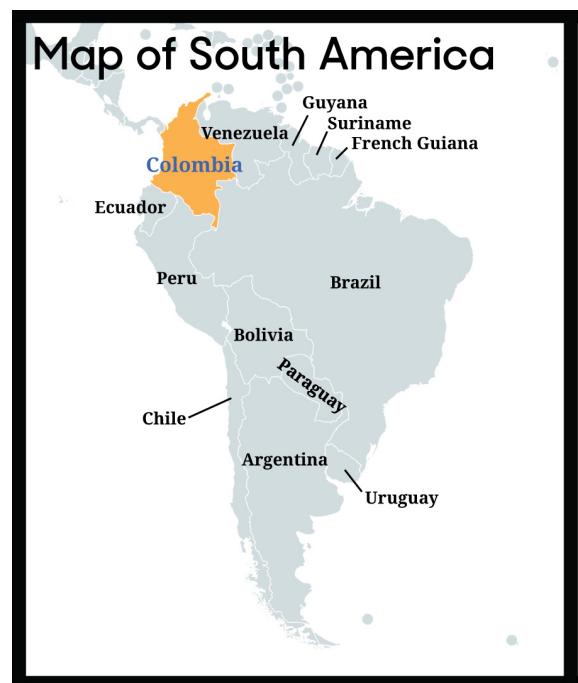 Map of South America
Guyana
Suriname
Venezuela
French Guiana
Colombia
Ecuador
Peru
Brazil
Bolivia
Paraguay
Chile
Argentina
Uruguay